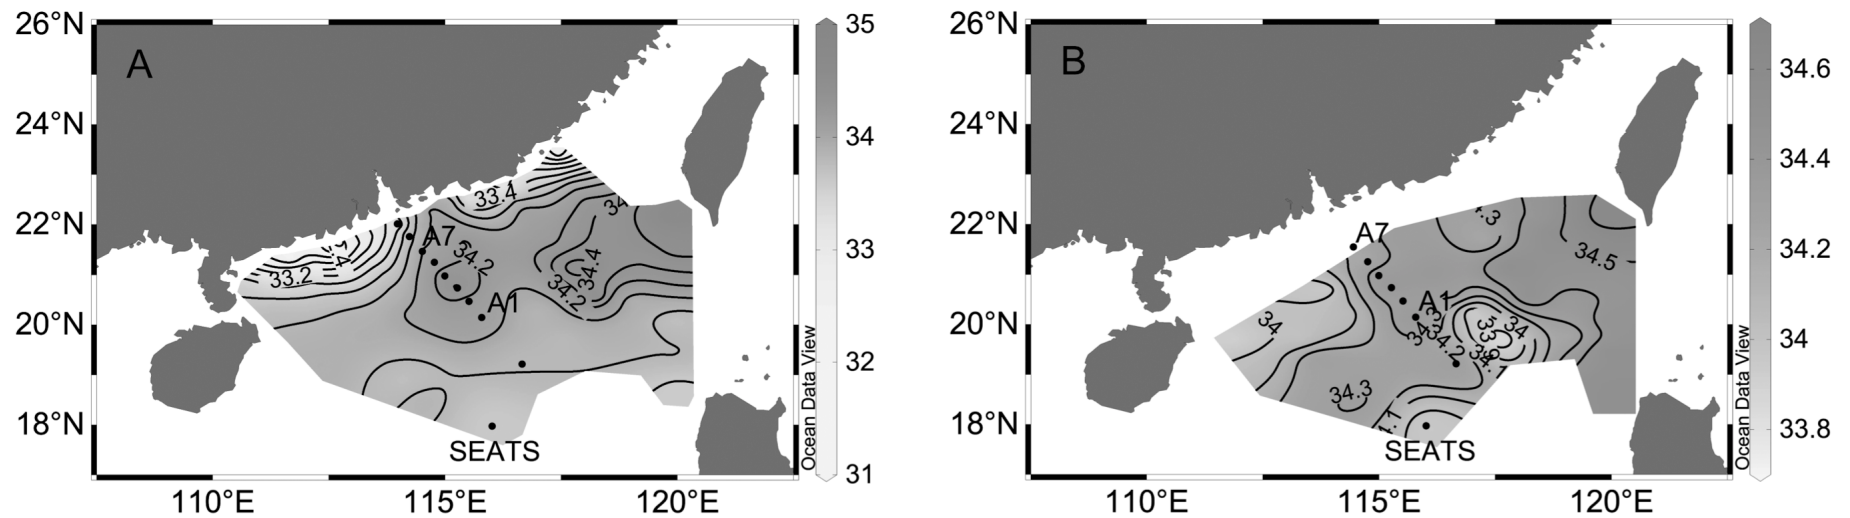 A
26°N
24°N
22°N
20°N
18°N
110°E
115°E
120°E
33.4
34
A7
34.2
34.4
34.2
33.2
A1
SEATS
Ocean Data View
35
34
33
32
31
B
26°N
24°N
22°N
20°N
18°N
110°E
115°E
120°E
A7
34.5
A1
34
34
34.2
34.3
SEATS
Ocean Data View
34.6
34.4
34.2
34
33.8